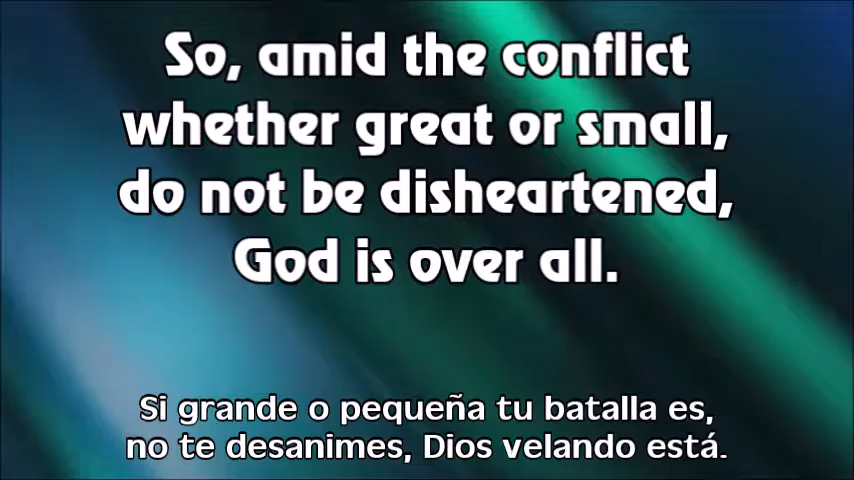 So, amid the conflict
whether great or small,
do not be disheartened,
God is over all.
Si grande o pequeña tu batalla es,
no te desanimes, Dios velando está.